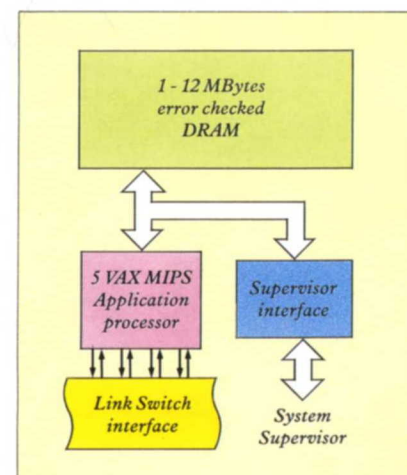 1 - 12 MBytes
error checked
DRAM
5 VAX MIPS
Application
processor
Supervisor
interface
Link Switch
interface
System
Supervisor